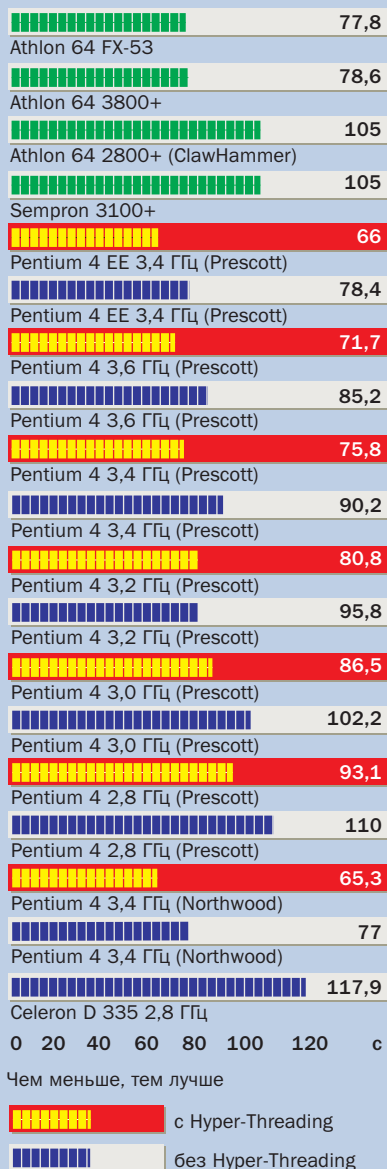 77,8
Athlon 64 FX-53
78,6
Athlon 64 3800+
105
Athlon 64 2800+ (ClawHammer)
105
Sempron 3100+
66
Pentium 4 EE 3,4 ГГц (Prescott)
78,4
Pentium 4 EE 3,4 ГГц (Prescott)
71,7
Pentium 4 3,6 ГГц (Prescott)
85,2
Pentium 4 3,6 ГГц (Prescott)
75,8
Pentium 4 3,4 ГГц (Prescott)
90,2
Pentium 4 3,4 ГГц (Prescott)
80,8
Pentium 4 3,2 ГГц (Prescott)
95,8
Pentium 4 3,2 ГГц (Prescott)
86,5
Pentium 4 3,0 ГГц (Prescott)
102,2
Pentium 4 3,0 ГГц (Prescott)
93,1
Pentium 4 2,8 ГГц (Prescott)
110
Pentium 4 2,8 ГГц (Prescott)
65,3
Pentium 4 3,4 ГГц (Northwood)
77
Pentium 4 3,4 ГГц (Northwood)
117,9
Celeron D 335 2,8 ГГц
0 20 40 60 80 100 120 с
Чем меньше, тем лучше
с Hyper-Threading
без Hyper-Threading